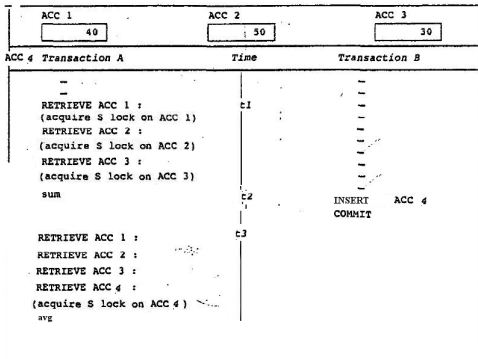 ACC 1 ACC 2 ACC 3
40 50 30
ACC 4 Transaction A Time Transaction B
RETRIEVE ACC 1 : t1
(acquire S lock on ACC 1)
RETRIEVE ACC 2 :
(acquire S lock on ACC 2)
RETRIEVE ACC 3 :
(acquire S lock on ACC 3)
sum t2 INSERT ACC 4
COMMIT
RETRIEVE ACC 1 : t3
RETRIEVE ACC 2 :
RETRIEVE ACC 3 :
RETRIEVE ACC 4 :
(acquire S lock on ACC 4)
avg